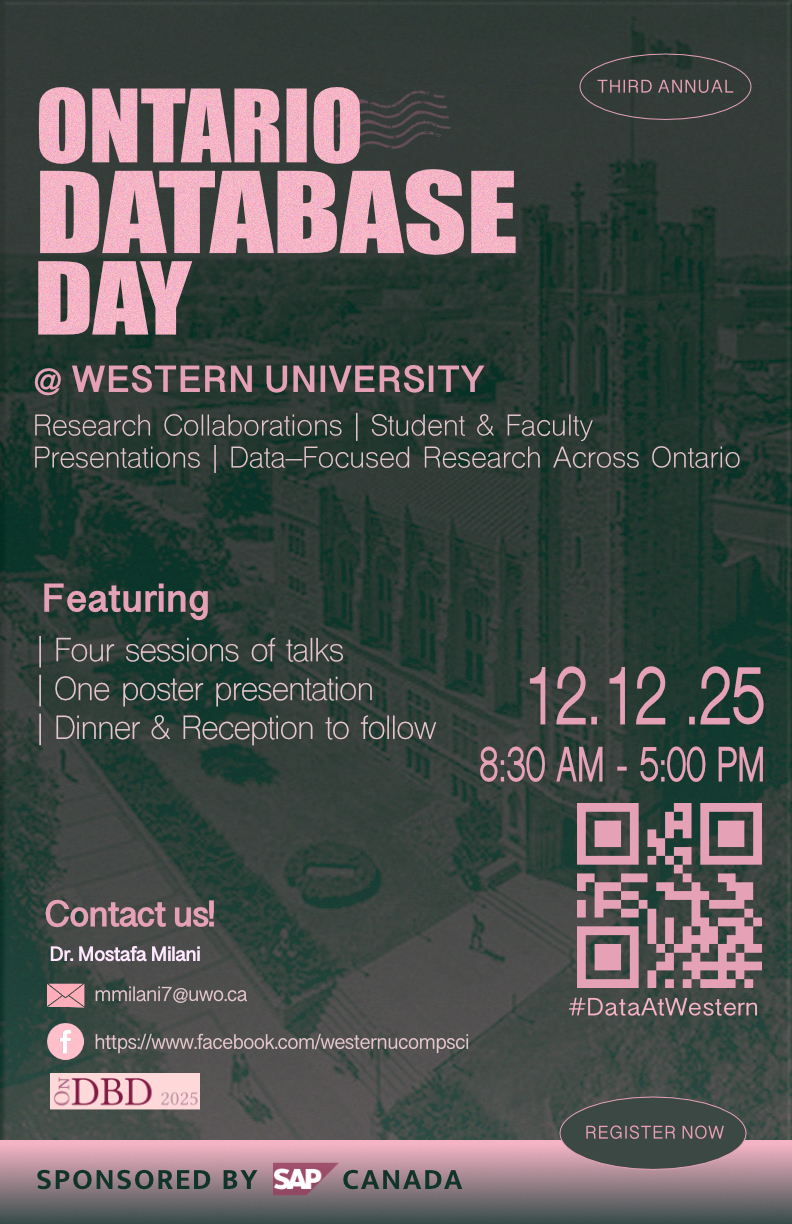 THIRD ANNUAL
ONTARIO
DATABASE
DAY
@ WESTERN UNIVERSITY
Research Collaborations | Student & Faculty
Presentations | Data–Focused Research Across Ontario
Featuring
| Four sessions of talks
| One poster presentation
| Dinner & Reception to follow
12.12 .25
8:30 AM - 5:00 PM
#DataAtWestern
Contact us!
Dr. Mostafa Milani
mmilani7@uwo.ca
https://www.facebook.com/westernucompsci
ON DBD 2025
REGISTER NOW
SPONSORED BY SAP CANADA